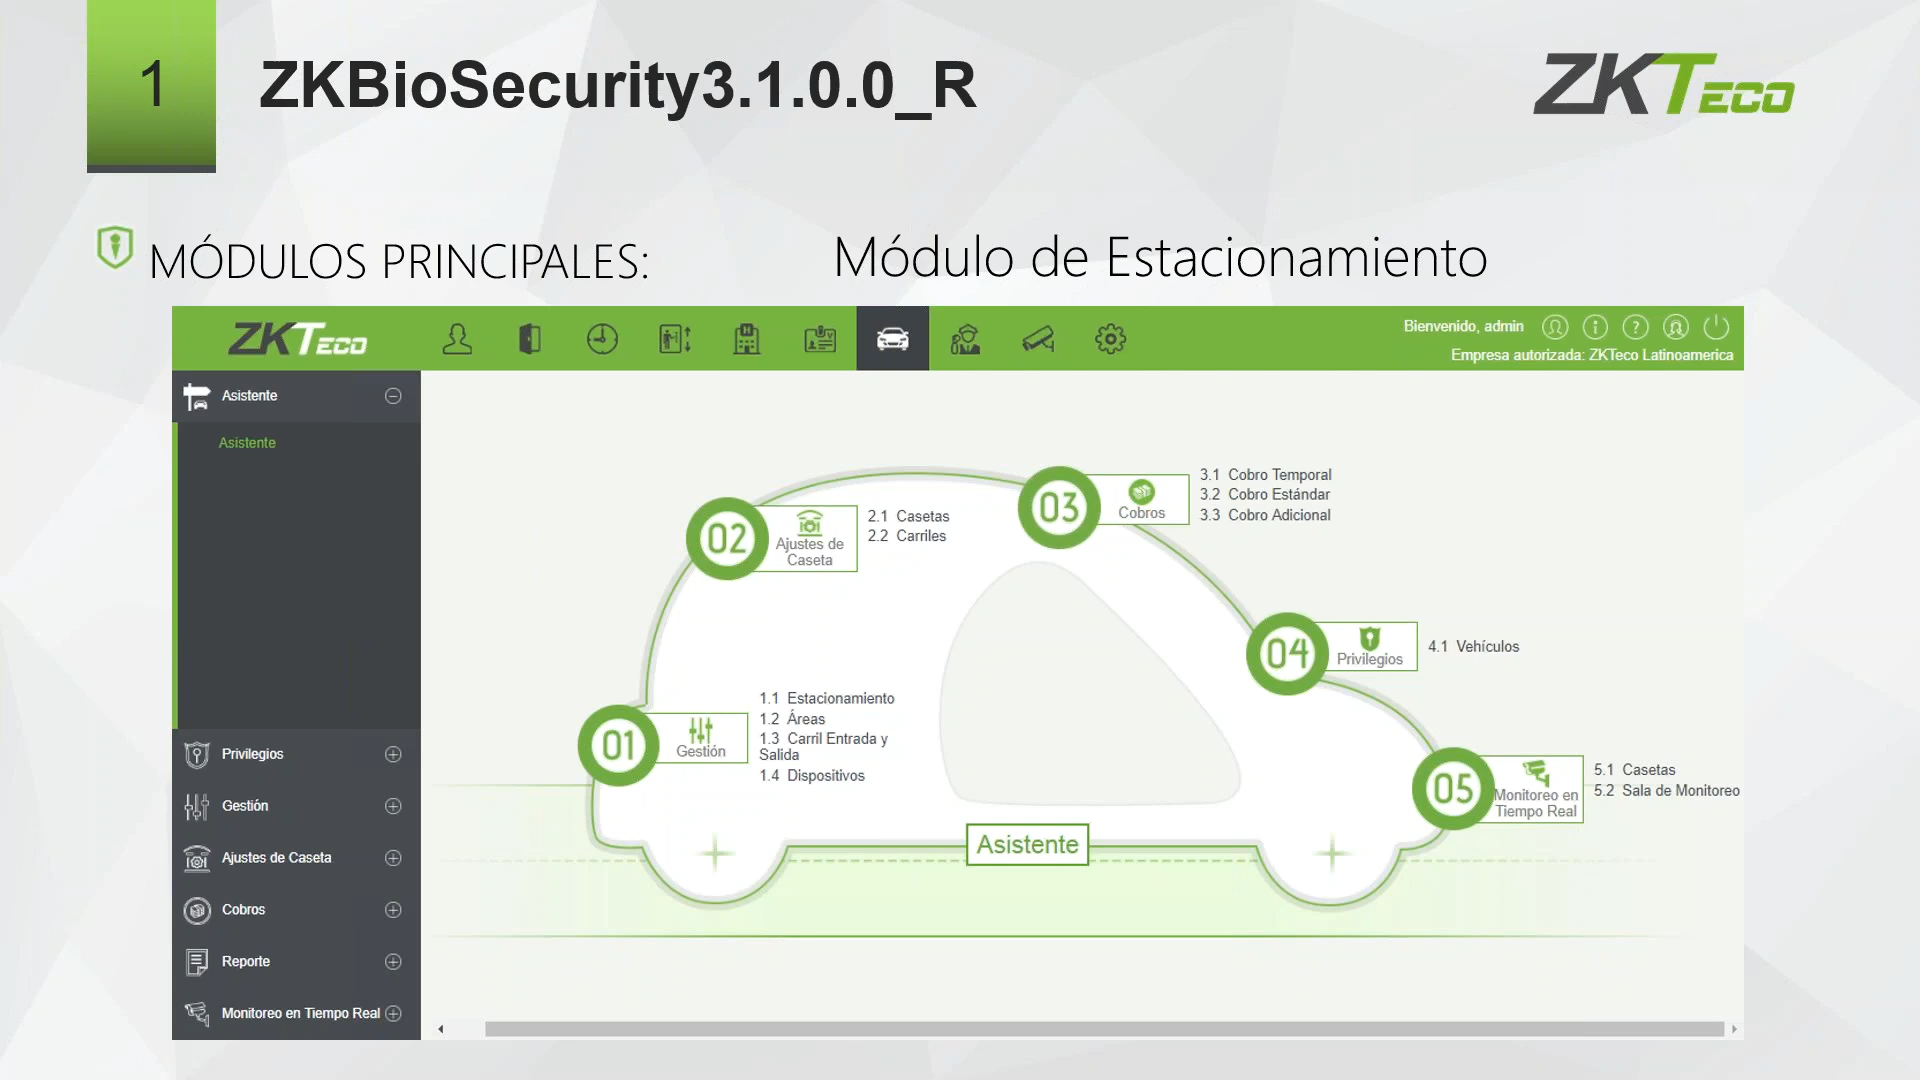 1
ZKBioSecurity3.1.0.0_R
ZKTECO
MÓDULOS PRINCIPALES:
Módulo de Estacionamiento
ZKTECO
Bienvenido, admin
Empresa autorizada: ZKTeco Latinoamerica
Asistente
Asistente
Privilegios
Gestión
Ajustes de Caseta
Cobros
Reporte
Monitoreo en Tiempo Real
01
Gestión
1.1 Estacionamiento
1.2 Áreas
1.3 Carril Entrada y
Salida
1.4 Dispositivos
02
Ajustes de
Caseta
2.1 Casetas
2.2 Carriles
03
Cobros
3.1 Cobro Temporal
3.2 Cobro Estándar
3.3 Cobro Adicional
04
Privilegios
4.1 Vehículos
05
Monitoreo en
Tiempo Real
5.1 Casetas
5.2 Sala de Monitoreo
Asistente